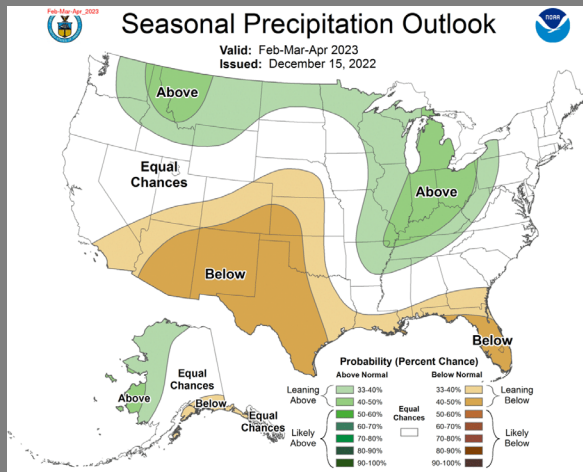 Feb-Mar-Apr_2023
Seasonal Precipitation Outlook
NOAA
Valid: Feb-Mar-Apr 2023
Issued: December 15, 2022
Above
Equal
Chances
Above
Below
Below
Equal
Chances
Above
Below
Equal
Chances
Probability (Percent Chance)
Above Normal
Below Normal
Leaning
Above
33-40%
40-50%
50-60%
60-70%
70-80%
80-90%
90-100%
Likely
Above
Equal
Chances
33-40%
40-50%
50-60%
60-70%
70-80%
80-90%
90-100%
Leaning
Below
Likely
Below